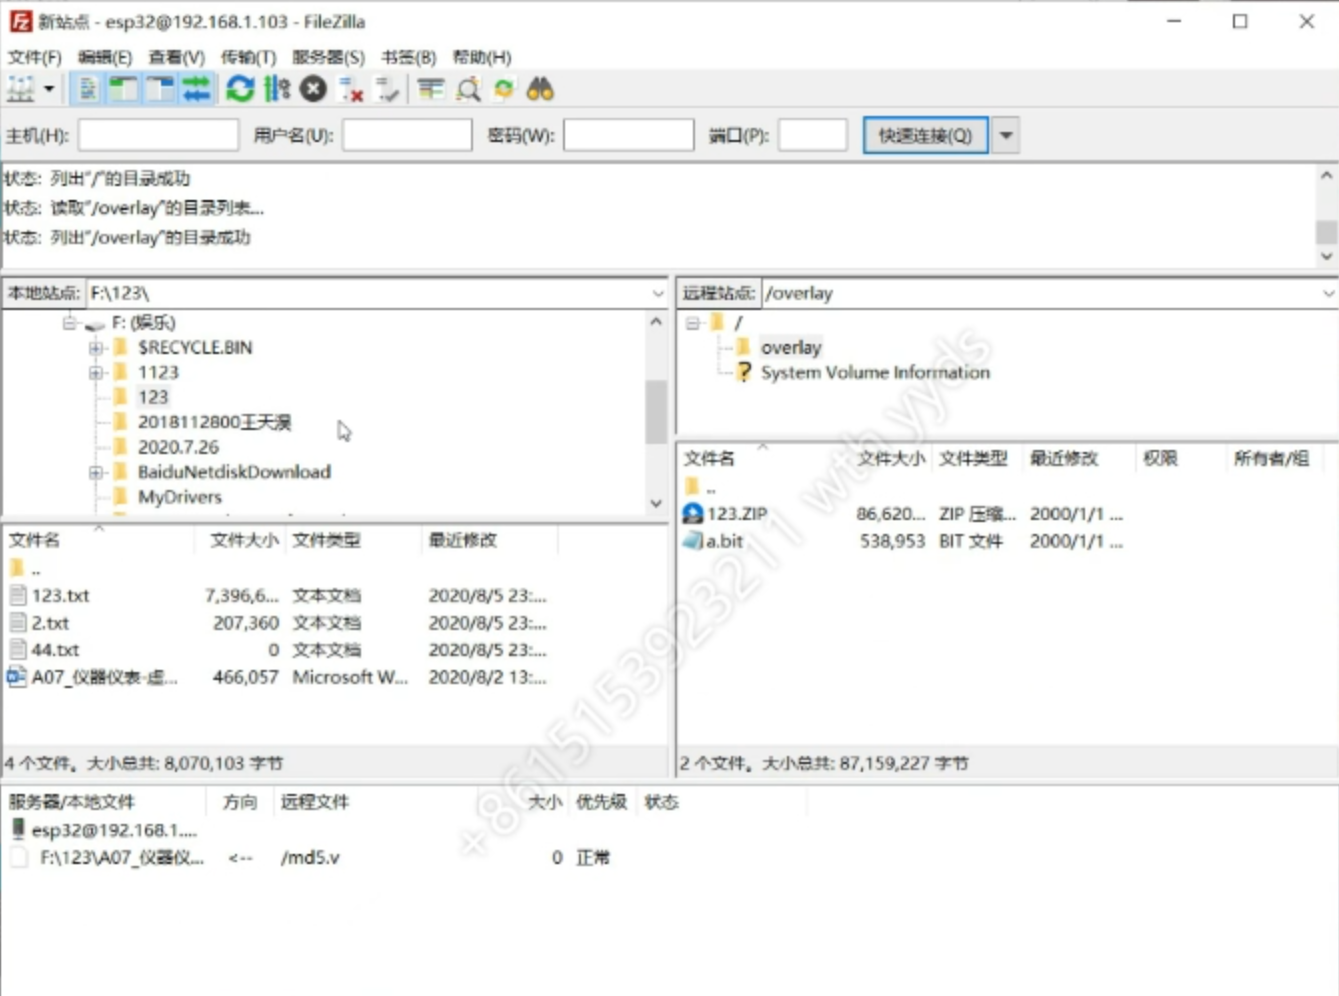 新站点 - esp32@192.168.1.103 - FileZilla
文件(F) 编辑(E) 查看(V) 传输(T) 服务器(S) 书签(B) 帮助(H)
主机(H): 用户名(U): 密码(W): 端口(P): 快速连接(Q)
状态: 列出"/"的目录成功
状态: 读取"/overlay"的目录列表...
状态: 列出"/overlay"的目录成功
本地站点: F:\123\
F: (娱乐)
$RECYCLE.BIN
1123
123
2018112800王天漠
2020.7.26
BaiduNetdiskDownload
MyDrivers
文件名 文件大小 文件类型 最近修改
..
123.txt 7,396,6... 文本文档 2020/8/5 23:...
2.txt 207,360 文本文档 2020/8/5 23:...
44.txt 0 文本文档 2020/8/5 23:...
A07_仪器仪表-虚... 466,057 Microsoft W... 2020/8/2 13:...
4 个文件。大小总共: 8,070,103 字节
远程站点: /overlay
/
overlay
System Volume Information
文件名 文件大小 文件类型 最近修改 权限 所有者/组
..
123.ZIP 86,620... ZIP 压缩... 2000/1/1 ...
a.bit 538,953 BIT 文件 2000/1/1 ...
2 个文件。大小总共: 87,159,227 字节
服务器/本地文件 方向 远程文件 大小 优先级 状态
esp32@192.168.1....
F:\123\A07_仪器仪... <-- /md5.v 0 正常
+8615153923211 wth yyds